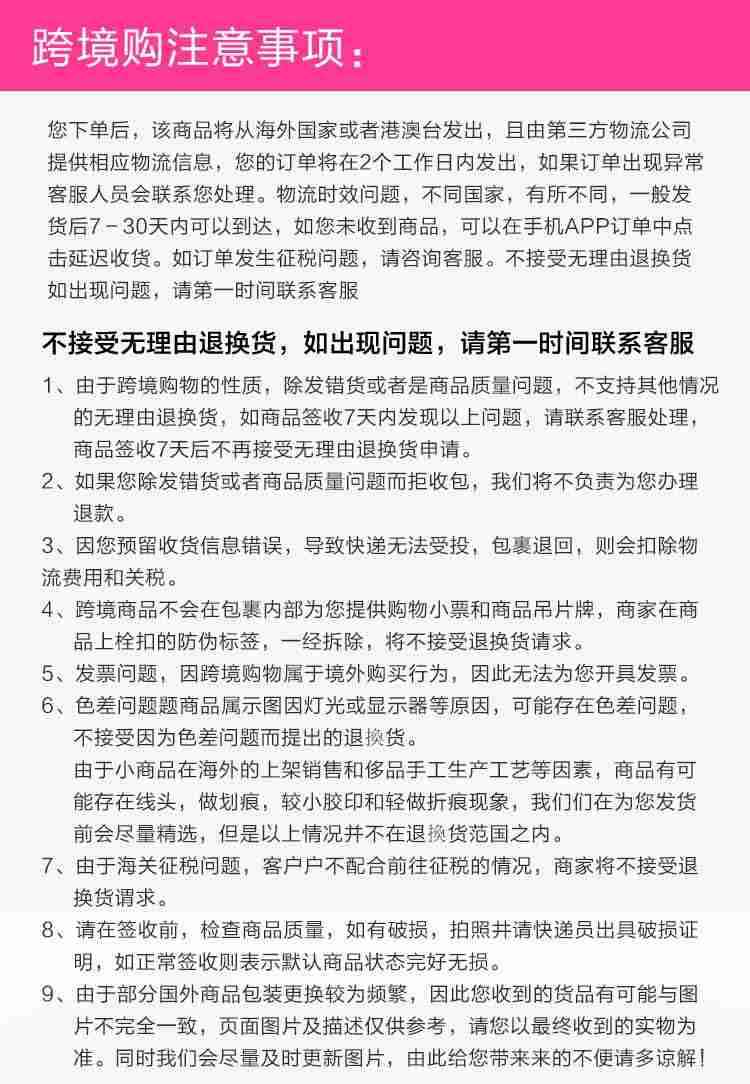 跨境购注意事项：
您下单后，该商品将从海外国家或者港澳台发出，且由第三方物流公司
提供相应物流信息，您的订单将在2个工作日内发出，如果订单出现异常
客服人员会联系您处理。物流时效问题，不同国家，有所不同，一般发
货后7－30天内可以到达，如您未收到商品，可以在手机APP订单中点
击延迟收货。如订单发生征税问题，请咨询客服。不接受无理由退换货
如出现问题，请第一时间联系客服
不接受无理由退换货，如出现问题，请第一时间联系客服
1、由于跨境购物的性质，除发错货或者是商品质量问题，不支持其他情况
的无理由退换货，如商品签收7天内发现以上问题，请联系客服处理，
商品签收7天后不再接受无理由退换货申请。
2、如果您除发错货或者商品质量问题而拒收包，我们将不负责为您办理
退款。
3、因您预留收货信息错误，导致快递无法受投，包裹退回，则会扣除物
流费用和关税。
4、跨境商品不会在包裹内部为您提供购物小票和商品吊片牌，商家在商
品上栓扣的防伪标签，一经拆除，将不接受退换货请求。
5、发票问题，因跨境购物属于境外购买行为，因此无法为您开具发票。
6、色差问题题商品属示图因灯光或显示器等原因，可能存在色差问题，
不接受因为色差问题而提出的退换货。
由于小商品在海外的上架销售和侈品手工生产工艺等因素，商品有可
能存在线头，做划痕，较小胶印和轻做折痕现象，我们们在为您发货
前会尽量精选，但是以上情况并不在退换货范国之内。
7、由于海关征税问题，客户户不配合前往征税的情况，商家将不接受退
换货谓求。
8、请在签收前，检查商品质量，如有破损，拍照井请快递员出具破损证
明，如正常签收则表示默认商品状态完好无损。
9、由于部分国外商品包装更换较为频繁，因此您收到的货品有可能与图
片不完全一致，页面图片及描述仅供参考，请您以最终收到的实物为
准。同时我们会尽量及时更新图片，由此给您带来来的不便请多谅解！